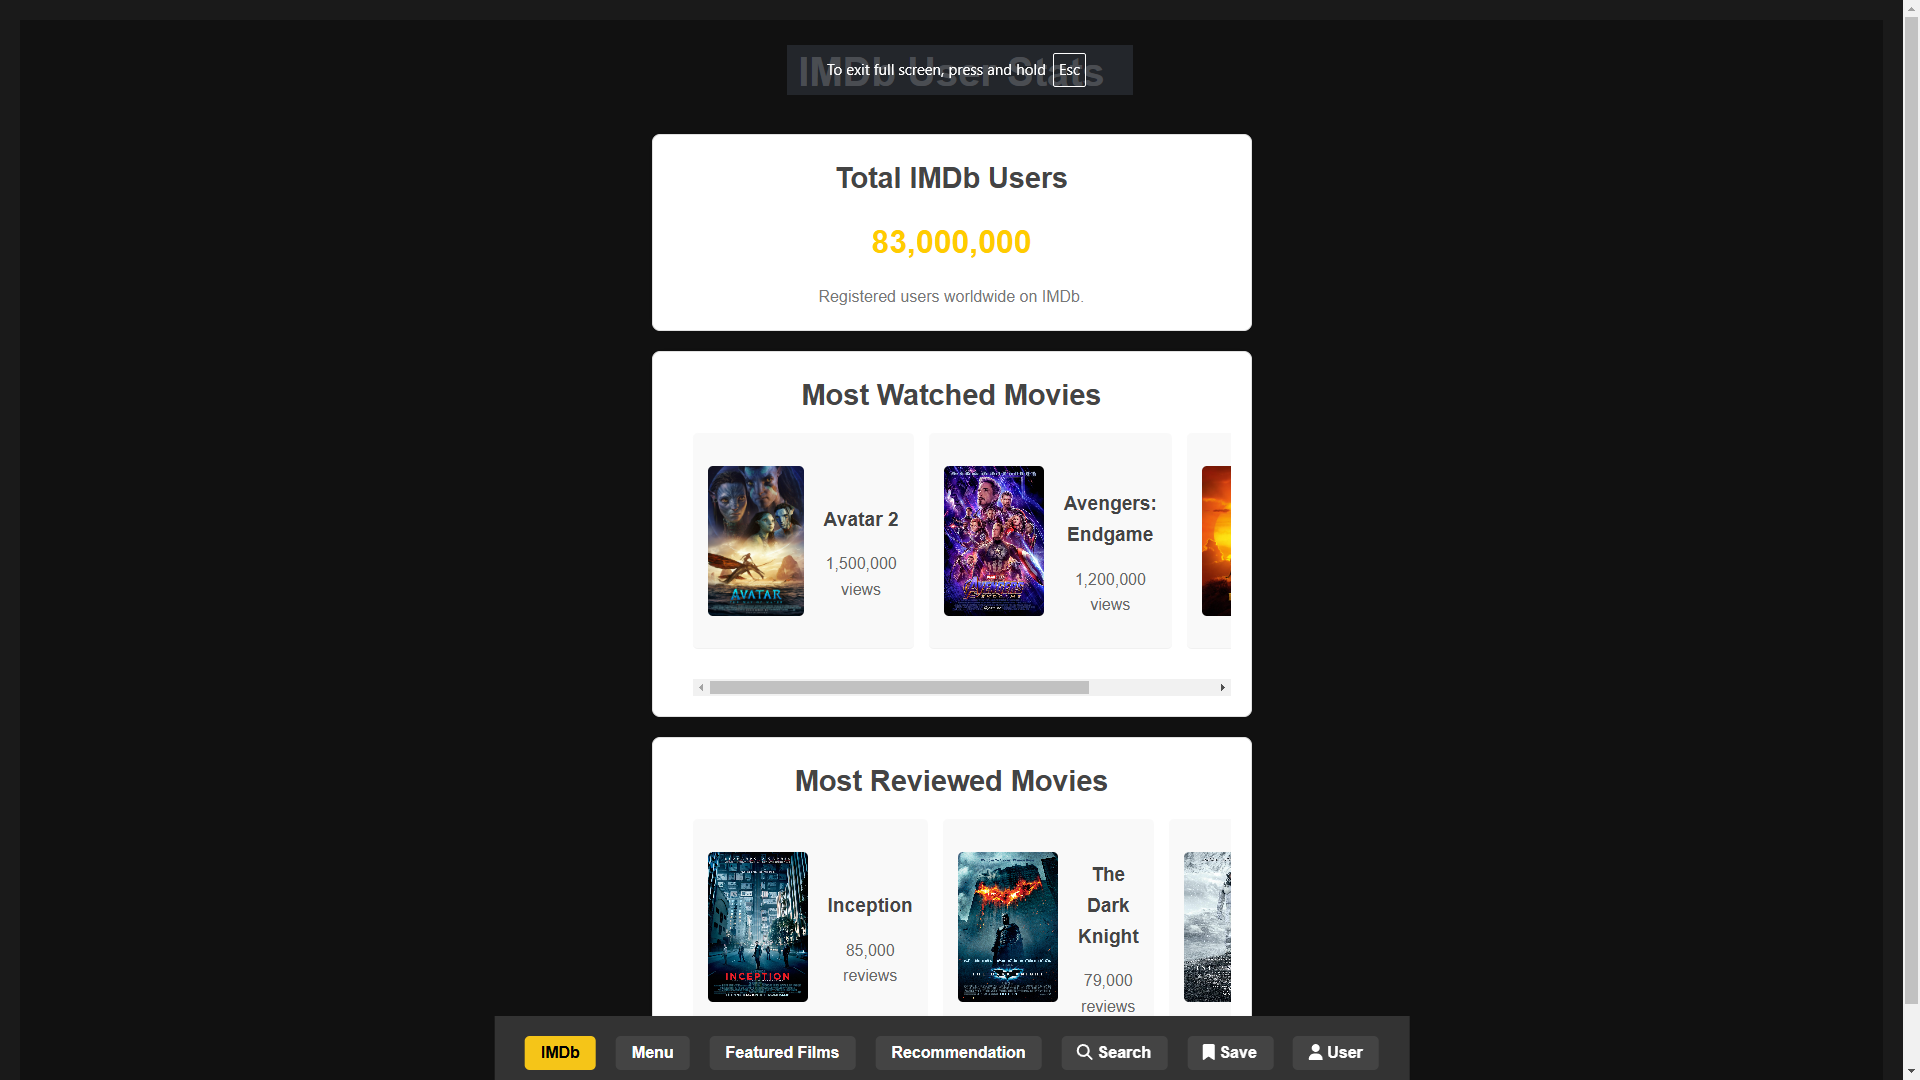 IMDb User Stats
To exit full screen, press and hold Esc
Total IMDb Users
83,000,000
Registered users worldwide on IMDb.
Most Watched Movies
AVATAR
Avatar 2
1,500,000
views
Avengers:
Endgame
1,200,000
views
Most Reviewed Movies
INCEPTION
Inception
85,000
reviews
The
Dark
Knight
79,000
reviews
IMDb
Menu
Featured Films
Recommendation
Search
Save
User